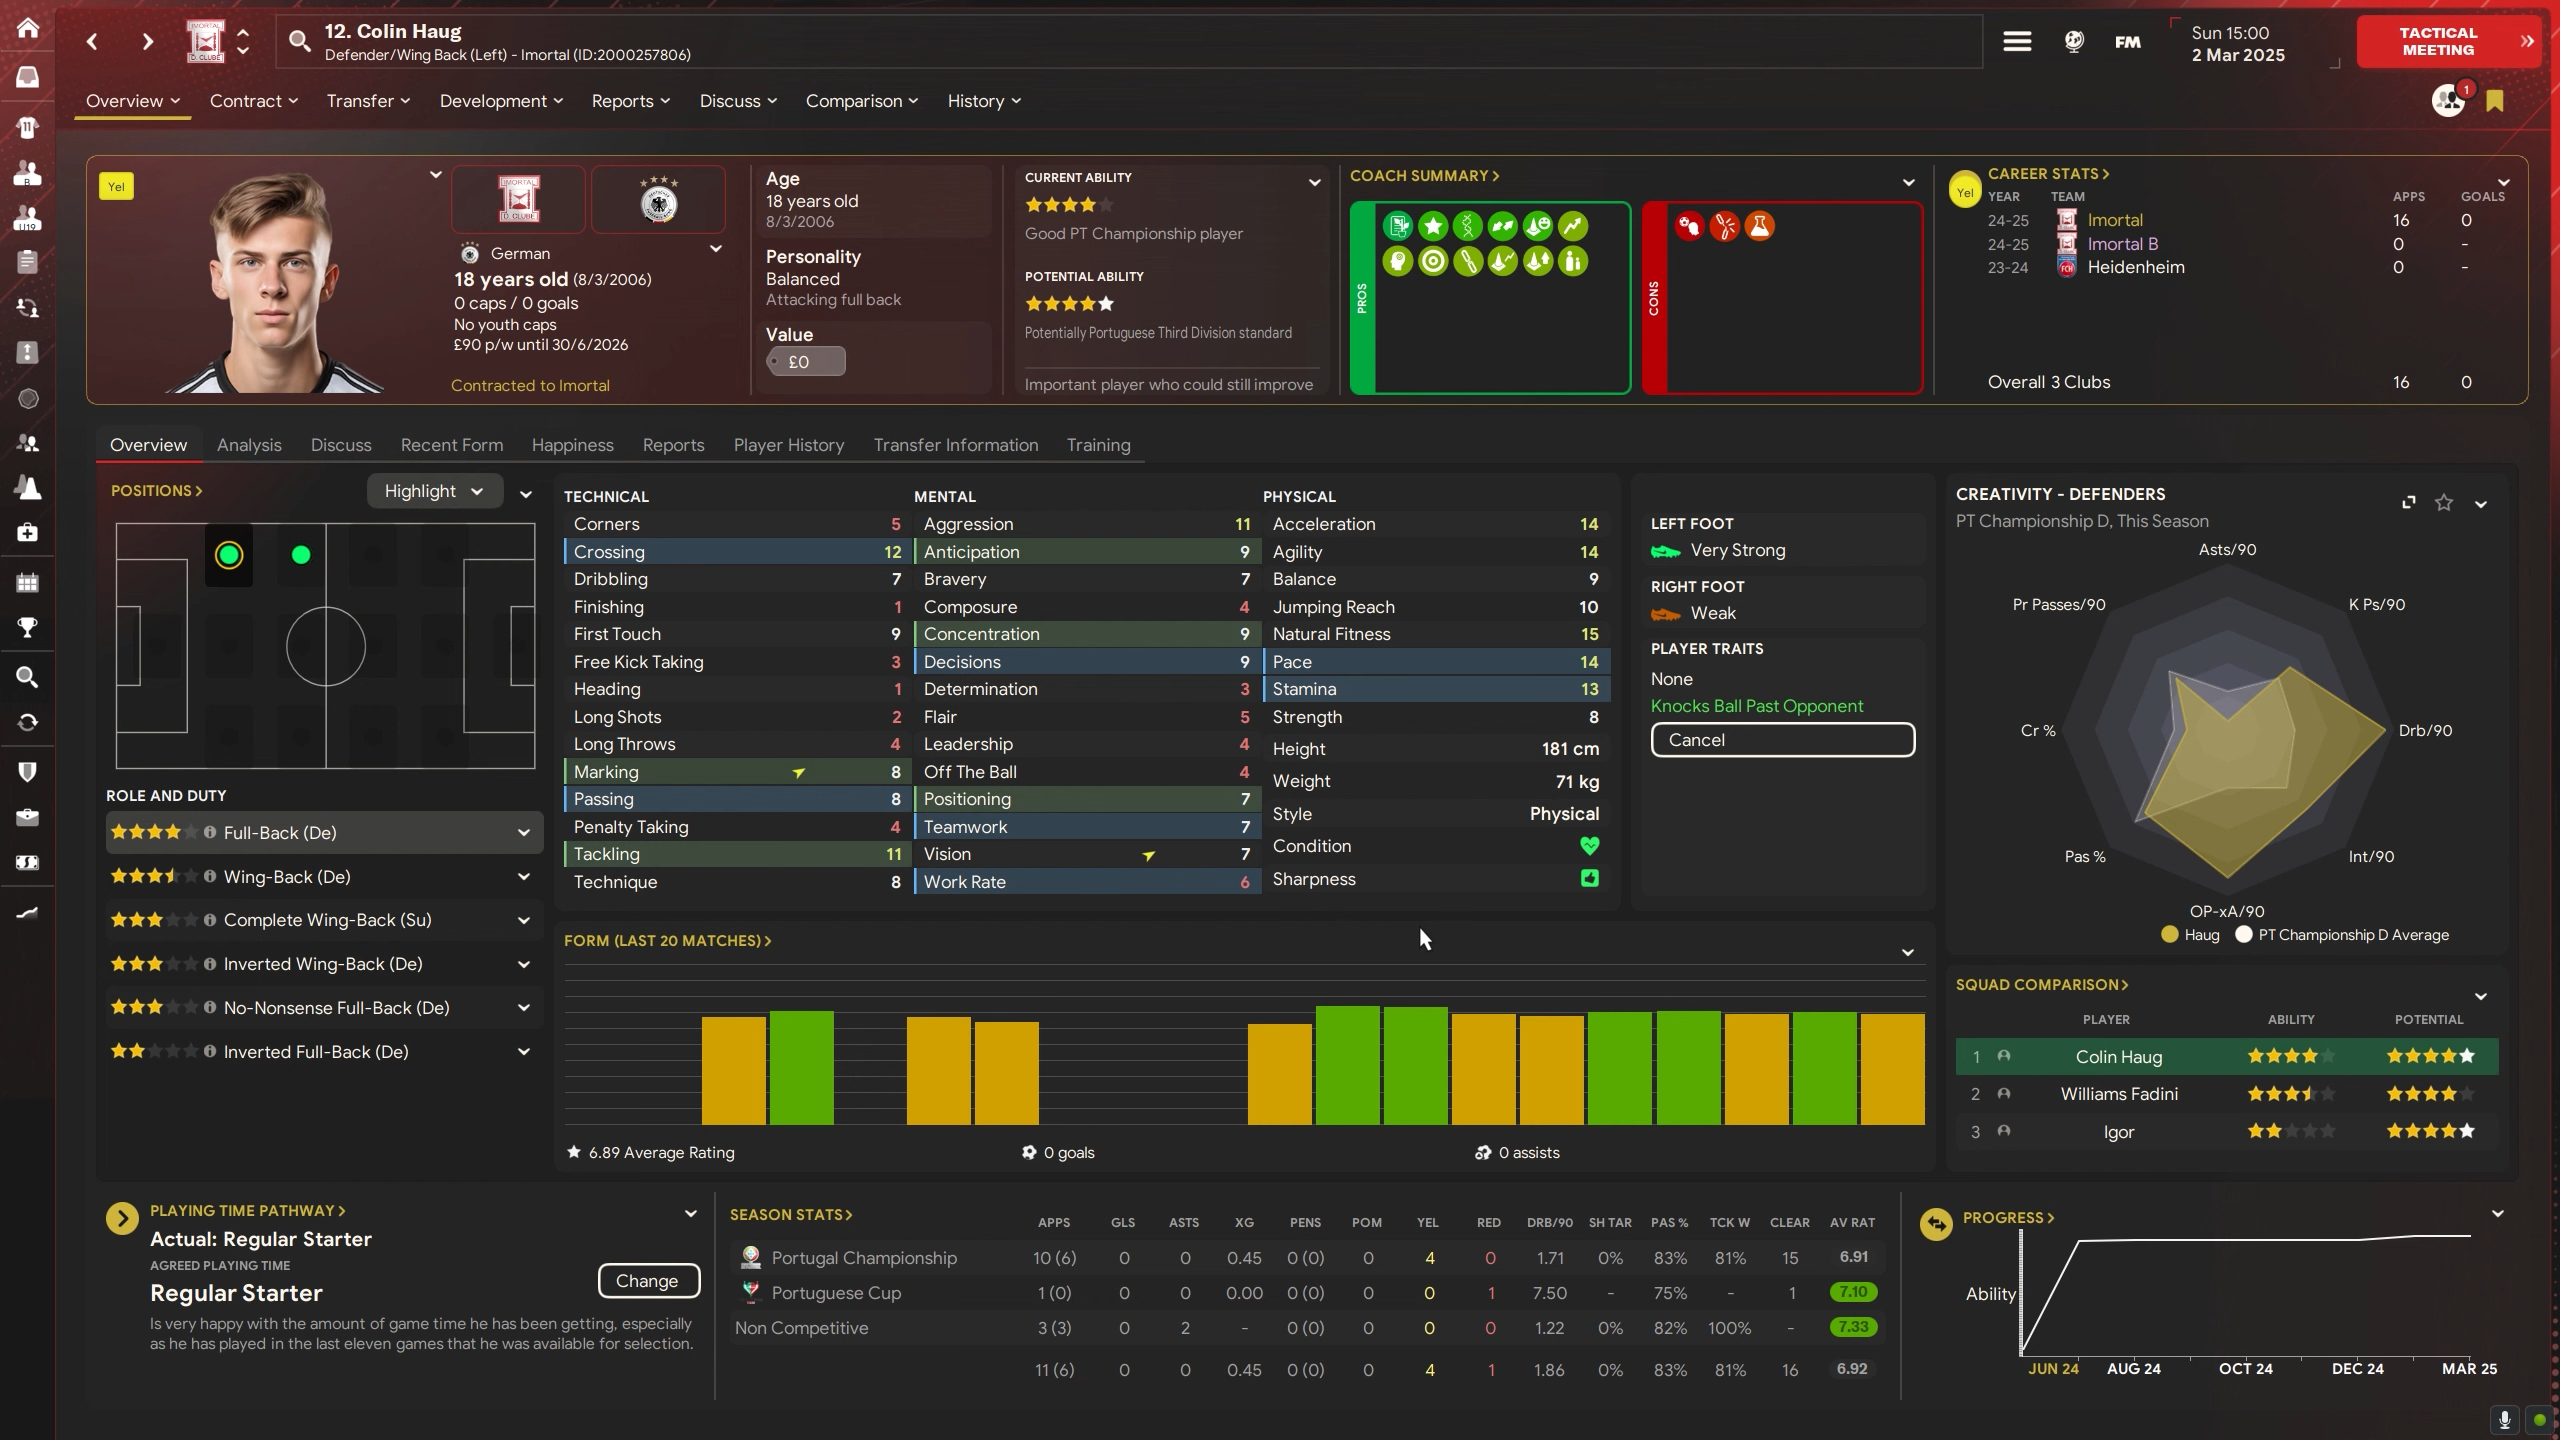 12. Colin Haug
Defender/Wing Back (Left) - Imortal (ID:2000257806)
FM
Sun 15:00
2 Mar 2025
TACTICAL
MEETING
Overview Contract Transfer Development Reports Discuss Comparison History
1
Yel
German
18 years old (8/3/2006)
0 caps / 0 goals
No youth caps
£90 p/w until 30/6/2026
Contracted to Imortal
Age
18 years old
8/3/2006
Personality
Balanced
Attacking full back
Value
£0
CURRENT ABILITY
Good PT Championship player
POTENTIAL ABILITY
Potentially Portuguese Third Division standard
Important player who could still improve
COACH SUMMARY
PROS
CONS
Yel
CAREER STATS
YEAR TEAM APPS GOALS
24-25 Imortal 16 0
24-25 Imortal B 0 -
23-24 Heidenheim 0 -
Overall 3 Clubs 16 0
Overview Analysis Discuss Recent Form Happiness Reports Player History Transfer Information Training
POSITIONS
Highlight
ROLE AND DUTY
Full-Back (De)
Wing-Back (De)
Complete Wing-Back (Su)
Inverted Wing-Back (De)
No-Nonsense Full-Back (De)
Inverted Full-Back (De)
TECHNICAL
Corners 5
Crossing 12
Dribbling 7
Finishing 1
First Touch 9
Free Kick Taking 3
Heading 1
Long Shots 2
Long Throws 4
Marking 8
Passing 8
Penalty Taking 4
Tackling 11
Technique 8
MENTAL
Aggression 11
Anticipation 9
Bravery 7
Composure 4
Concentration 9
Decisions 9
Determination 3
Flair 5
Leadership 4
Off The Ball 4
Positioning 7
Teamwork 7
Vision 7
Work Rate 6
PHYSICAL
Acceleration 14
Agility 14
Balance 9
Jumping Reach 10
Natural Fitness 15
Pace 14
Stamina 13
Strength 8
Height 181 cm
Weight 71 kg
Style Physical
Condition
Sharpness
LEFT FOOT
Very Strong
RIGHT FOOT
Weak
PLAYER TRAITS
None
Knocks Ball Past Opponent
Cancel
CREATIVITY - DEFENDERS
PT Championship D, This Season
Asts/90
K Ps/90
Drb/90
Int/90
OP-xA/90
Pas %
Cr %
Pr Passes/90
Haug PT Championship D Average
FORM (LAST 20 MATCHES)
6.89 Average Rating 0 goals 0 assists
SQUAD COMPARISON
PLAYER ABILITY POTENTIAL
1 Colin Haug
2 Williams Fadini
3 Igor
PLAYING TIME PATHWAY
Actual: Regular Starter
AGREED PLAYING TIME
Regular Starter
Change
Is very happy with the amount of game time he has been getting, especially
as he has played in the last eleven games that he was available for selection.
SEASON STATS APPS GLS ASTS XG PENS POM YEL RED DRB/90 SH TAR PAS % TCK W CLEAR AV RAT
Portugal Championship 10 (6) 0 0 0.45 0 (0) 0 4 0 1.71 0% 83% 81% 15 6.91
Portuguese Cup 1 (0) 0 0 0.00 0 (0) 0 0 1 7.50 - 75% - 1 7.10
Non Competitive 3 (3) 0 2 - 0 (0) 0 0 0 1.22 0% 82% 100% - 7.33
11 (6) 0 0 0.45 0 (0) 0 4 1 1.86 0% 83% 81% 16 6.92
PROGRESS
Ability
JUN 24 AUG 24 OCT 24 DEC 24 MAR 25